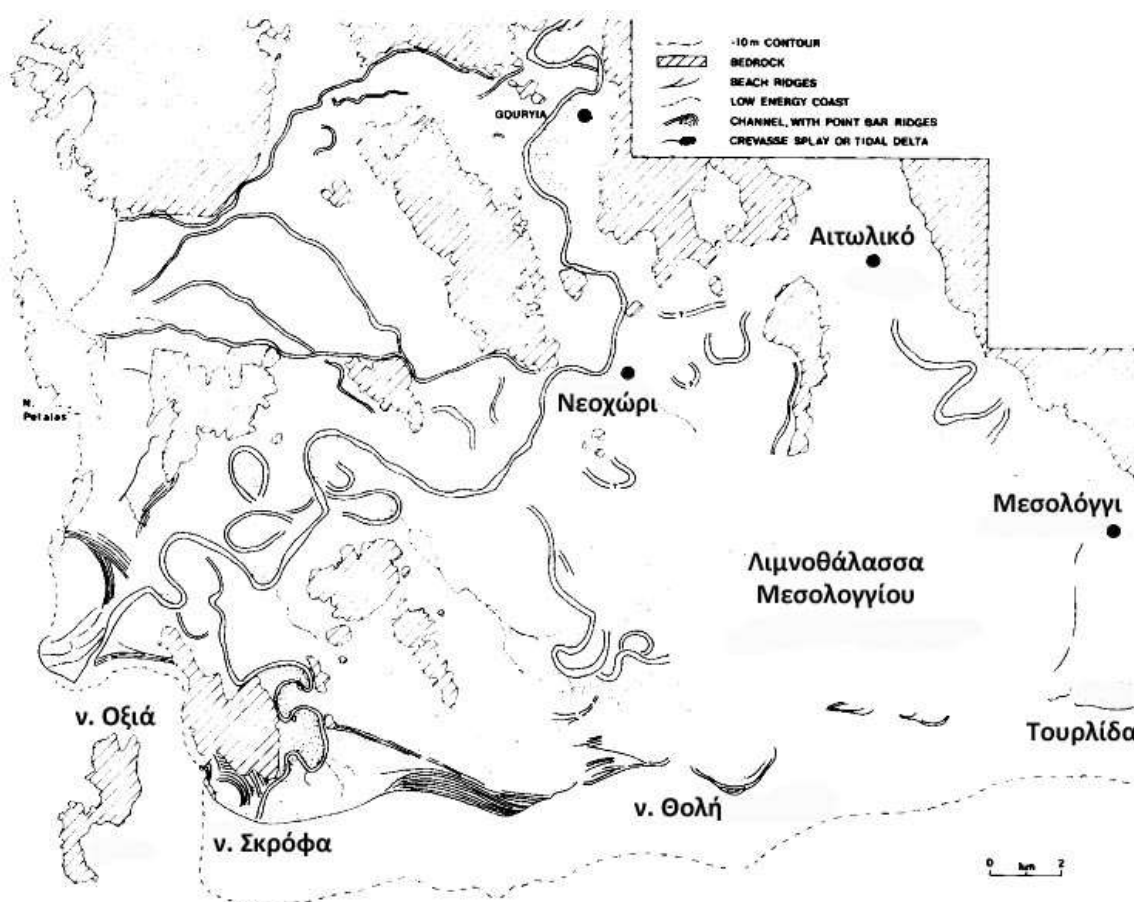 -10m CONTOUR
BEDROCK
BEACH RIDGES
LOW ENERGY COAST
CHANNEL, WITH POINT BAR RIDGES
CREVASSE SPLAY OR TIDAL DELTA
GOURYIA
Αιτωλικό
N.
Petalas
Νεοχώρι
Μεσολόγγι
Λιμνοθάλασσα
Μεσολογγίου
ν. Οξιά
Τουρλίδα
ν. Θολή
ν. Σκρόφα
0 km 2